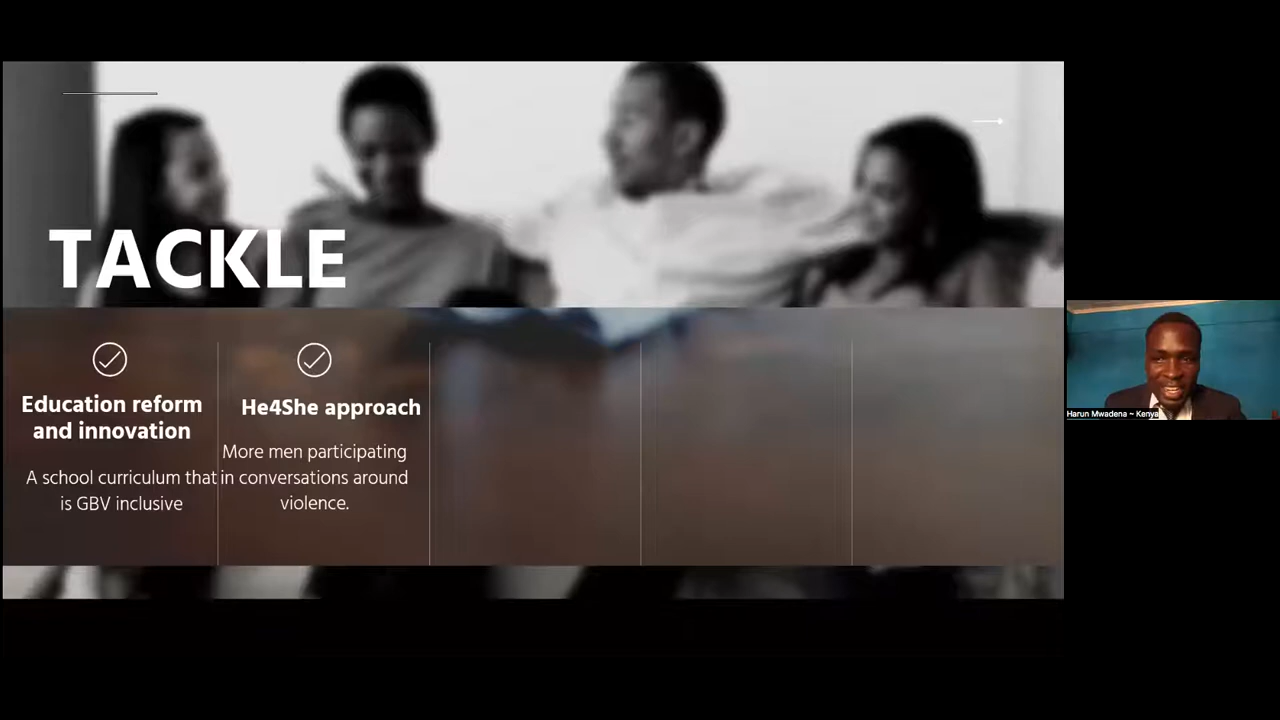 TACKLE
Education reform
and innovation
A school curriculum that
is GBV inclusive
He4She approach
More men participating
in conversations around
violence.
Harun Mwadena ~ Kenya